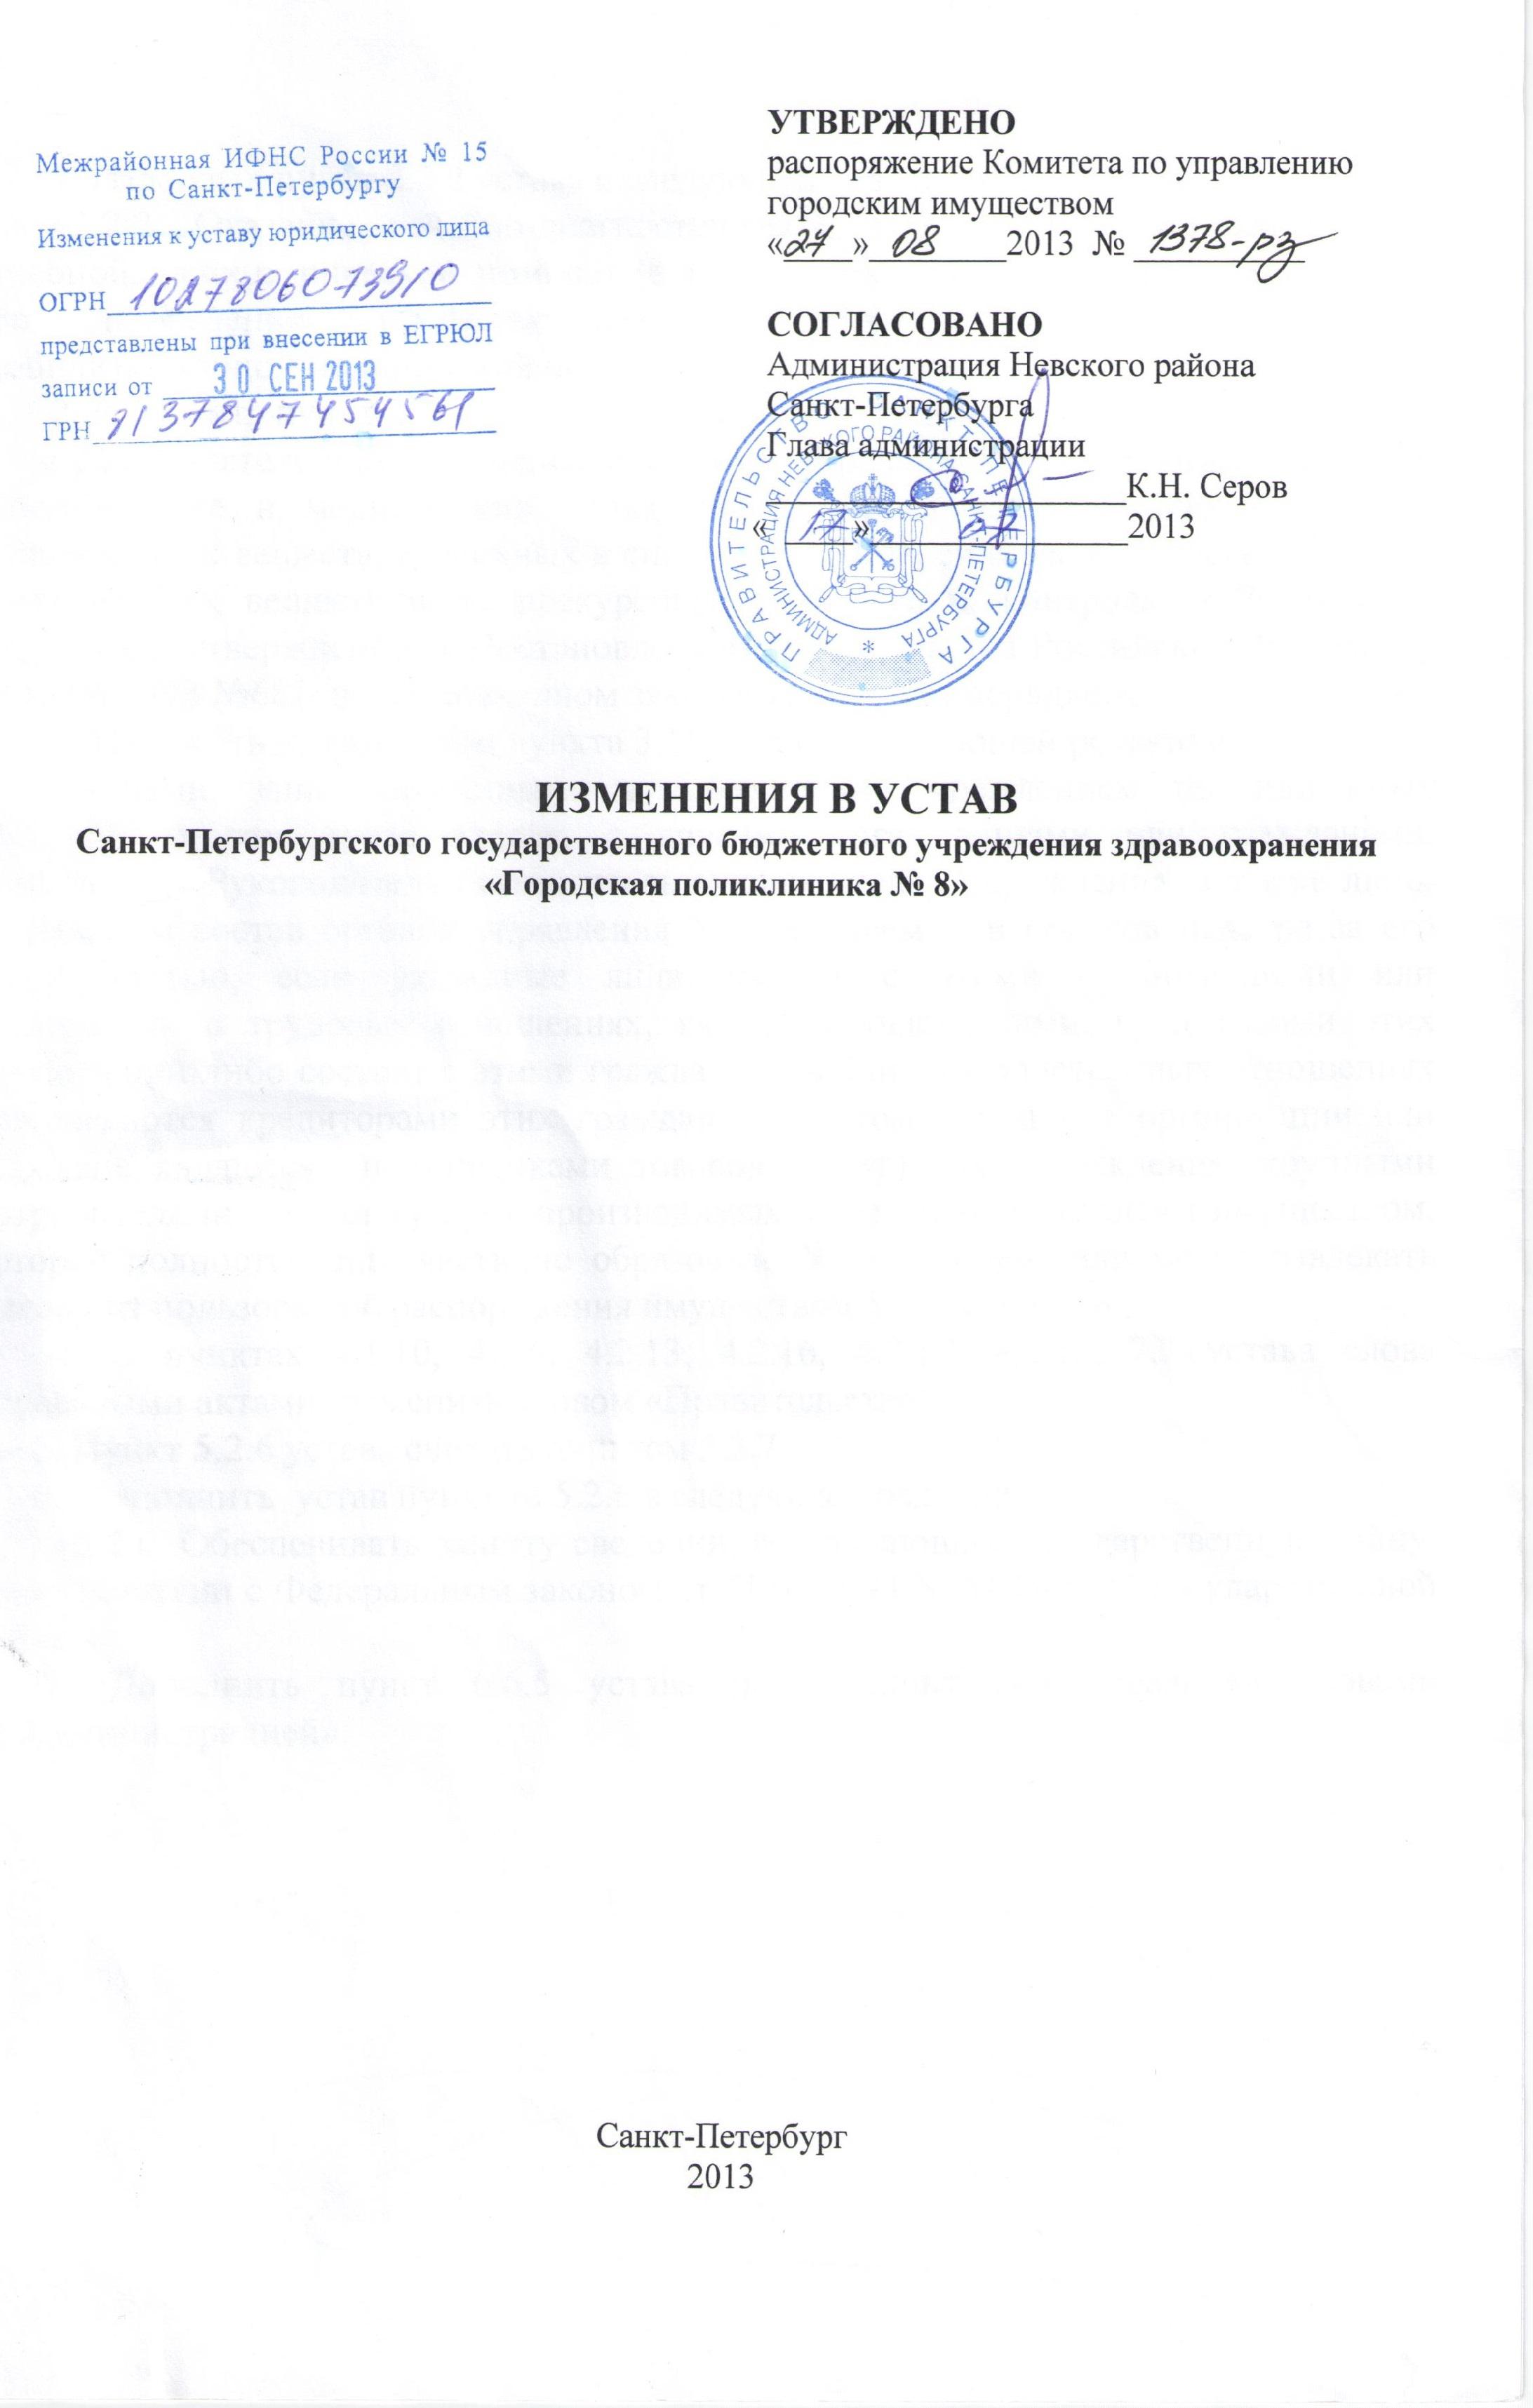 Межрайонная ИФНС России № 15
по Санкт-Петербургу
Изменения к уставу юридического лица
ОГРН 1027806073910
представлены при внесении в ЕГРЮЛ
записи от 30 СЕН 2013
ГРН 9137847454561
УТВЕРЖДЕНО
распоряжение Комитета по управлению
городским имуществом
«27» 08 2013 № 1378-рз
СОГЛАСОВАНО
Администрация Невского района
Санкт-Петербурга
Глава администрации
К.Н. Серов
«17» 07 2013
ПРАВИТЕЛЬСТВО САНКТ-ПЕТЕРБУРГА
АДМИНИСТРАЦИЯ НЕВСКОГО РАЙОНА САНКТ-ПЕТЕРБУРГА *
ИЗМЕНЕНИЯ В УСТАВ
Санкт-Петербургского государственного бюджетного учреждения здравоохранения
«Городская поликлиника № 8»
Санкт-Петербург
2013